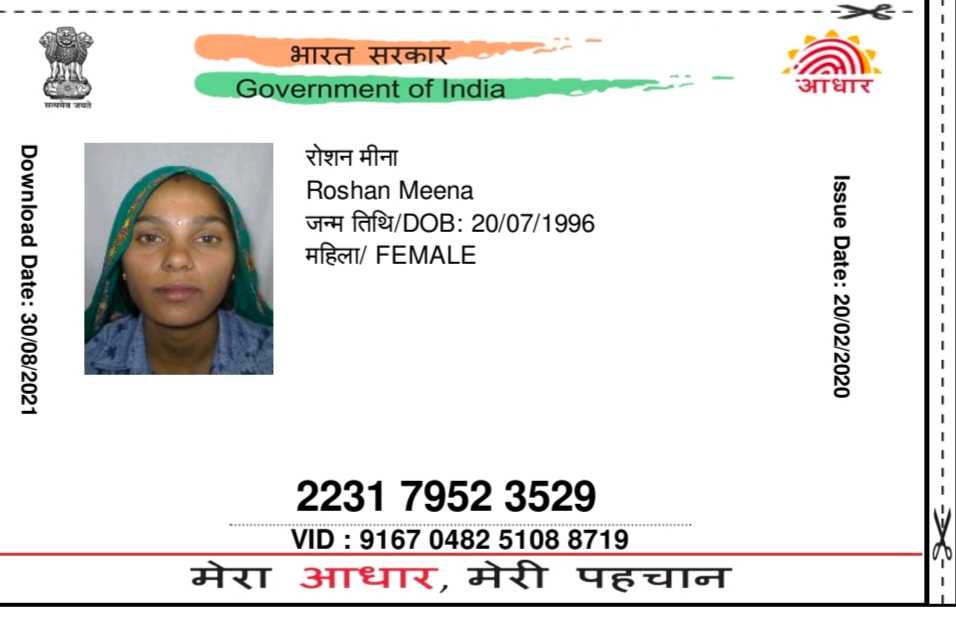 भारत सरकार
Government of India
सत्यमेव जयते
आधार
Download Date: 30/08/2021
रोशन मीना
Roshan Meena
जन्म तिथि/DOB: 20/07/1996
महिला/ FEMALE
Issue Date: 20/02/2020
2231 7952 3529
VID : 9167 0482 5108 8719
मेरा आधार, मेरी पहचान